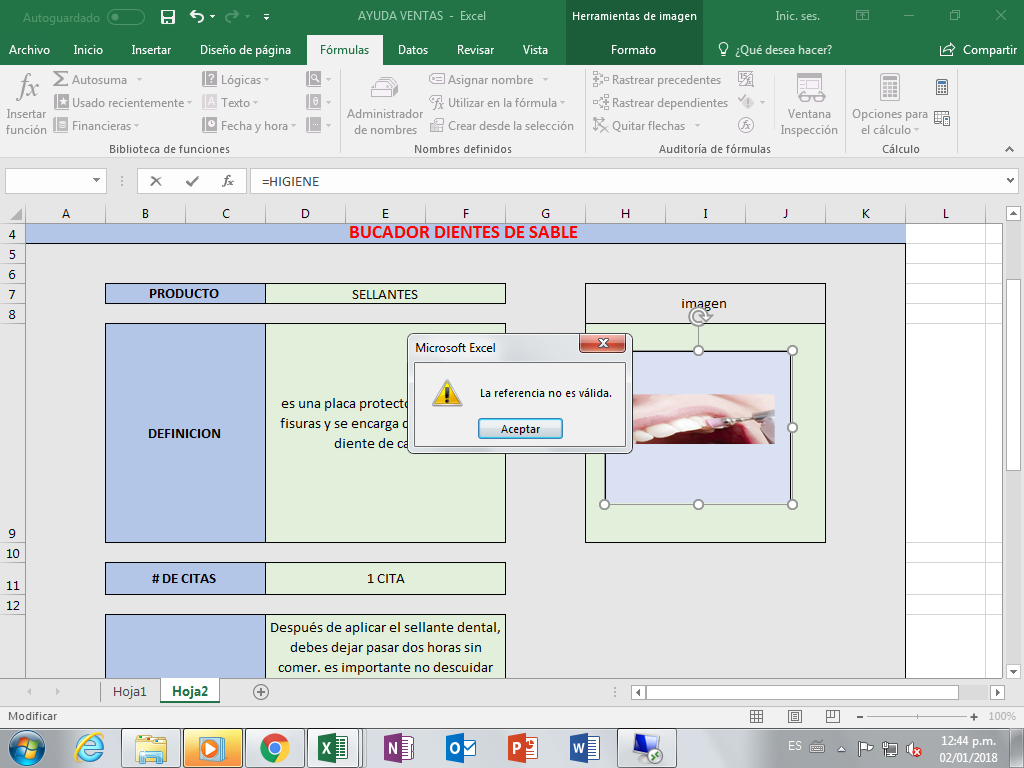 Autoguardado
AYUDA VENTAS - Excel
Herramientas de imagen
Inic. ses.
Archivo
Inicio
Insertar
Diseño de página
Fórmulas
Datos
Revisar
Vista
Formato
¿Qué desea hacer?
Compartir
fx
Insertar
función
Autosuma
Usado recientemente
Financieras
Lógicas
Texto
Fecha y hora
Biblioteca de funciones
Administrador
de nombres
Asignar nombre
Utilizar en la fórmula
Crear desde la selección
Nombres definidos
Rastrear precedentes
Rastrear dependientes
Quitar flechas
Ventana
Inspección
Auditoría de fórmulas
Opciones para
el cálculo
Cálculo
fx
=HIGIENE
A B C D E F G H I J K L
4
BUCADOR DIENTES DE SABLE
5
6
7
PRODUCTO
SELLANTES
imagen
8
DEFINICION
es una placa protecto
fisuras y se encarga
diente de ca
9
Microsoft Excel
La referencia no es válida.
Aceptar
10
11
# DE CITAS
1 CITA
12
Después de aplicar el sellante dental,
debes dejar pasar dos horas sin
comer. es importante no descuidar
Hoja1
Hoja2
Modificar
100%
ES
12:44 p.m.
02/01/2018